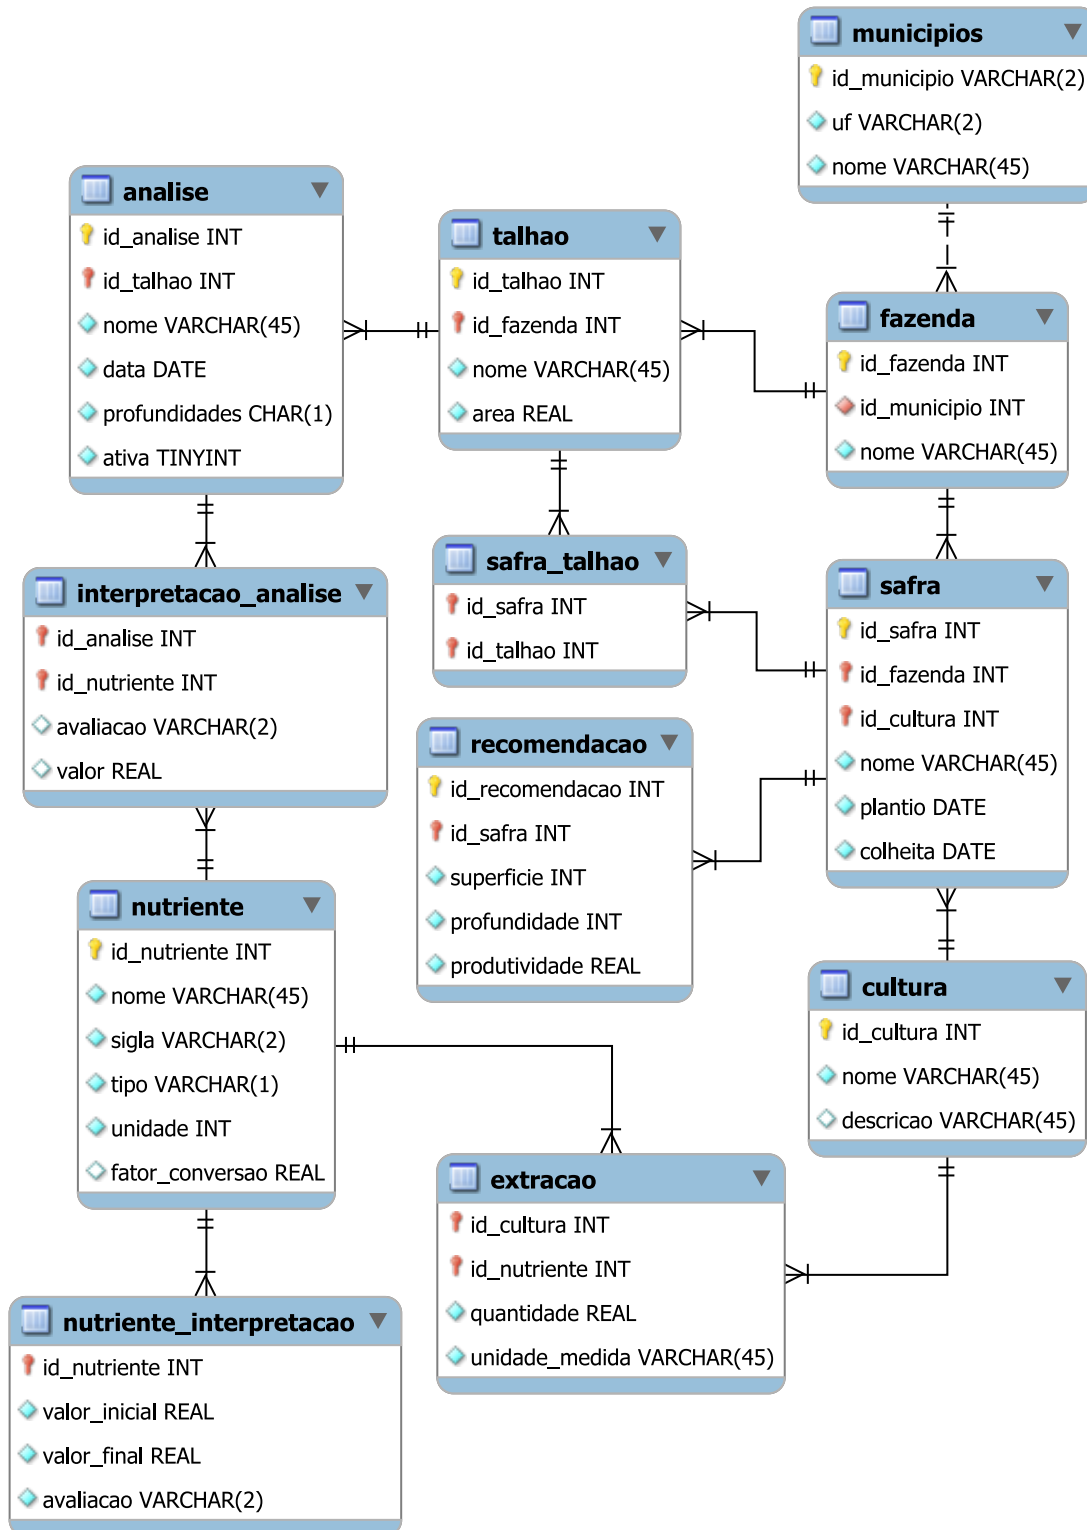 municipios
id_municipio VARCHAR(2)
uf VARCHAR(2)
nome VARCHAR(45)
analise
id_analise INT
id_talhao INT
nome VARCHAR(45)
data DATE
profundidades CHAR(1)
ativa TINYINT
talhao
id_talhao INT
id_fazenda INT
nome VARCHAR(45)
area REAL
fazenda
id_fazenda INT
id_municipio INT
nome VARCHAR(45)
interpretacao_analise
id_analise INT
id_nutriente INT
avaliacao VARCHAR(2)
valor REAL
safra_talhao
id_safra INT
id_talhao INT
safra
id_safra INT
id_fazenda INT
id_cultura INT
nome VARCHAR(45)
plantio DATE
colheita DATE
recomendacao
id_recomendacao INT
id_safra INT
superficie INT
profundidade INT
produtividade REAL
nutriente
id_nutriente INT
nome VARCHAR(45)
sigla VARCHAR(2)
tipo VARCHAR(1)
unidade INT
fator_conversao REAL
cultura
id_cultura INT
nome VARCHAR(45)
descricao VARCHAR(45)
extracao
id_cultura INT
id_nutriente INT
quantidade REAL
unidade_medida VARCHAR(45)
nutriente_interpretacao
id_nutriente INT
valor_inicial REAL
valor_final REAL
avaliacao VARCHAR(2)